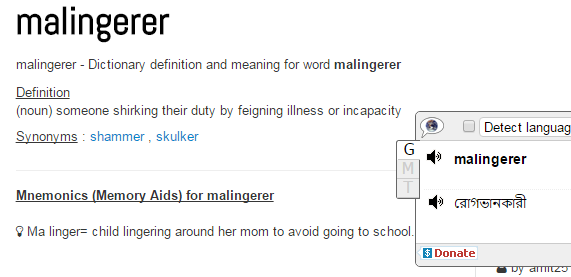 malingerer
malingerer - Dictionary definition and meaning for word malingerer
Definition
(noun) someone shirking their duty by feigning illness or incapacity
Synonyms : shammer , skulker
Mnemonics (Memory Aids) for malingerer
Ma linger= child lingering around her mom to avoid going to school.
Detect languag
G
M
T
malingerer
রোগভানকারী
$ Donate
by amit25